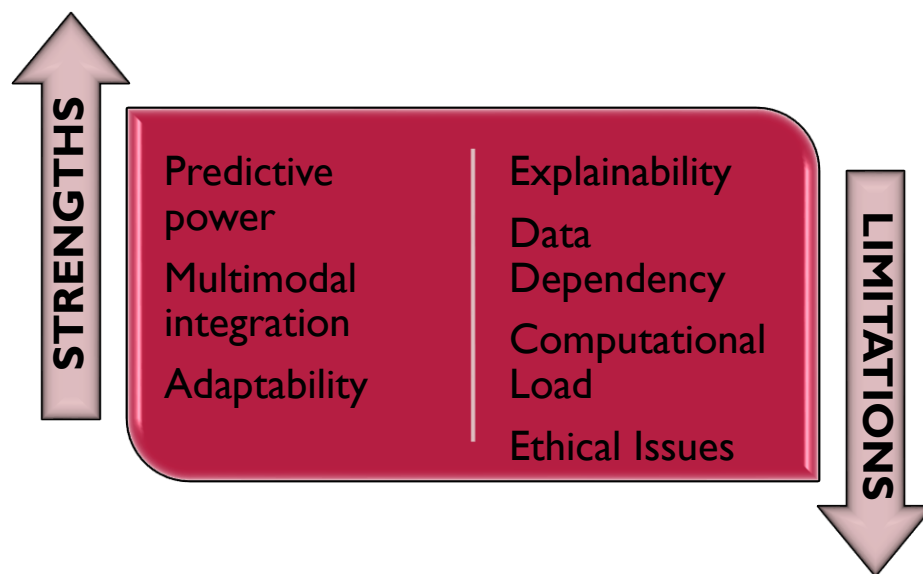 STRENGTHS
Predictive
power
Multimodal
integration
Adaptability
Explainability
Data
Dependency
Computational
Load
Ethical Issues
LIMITATIONS